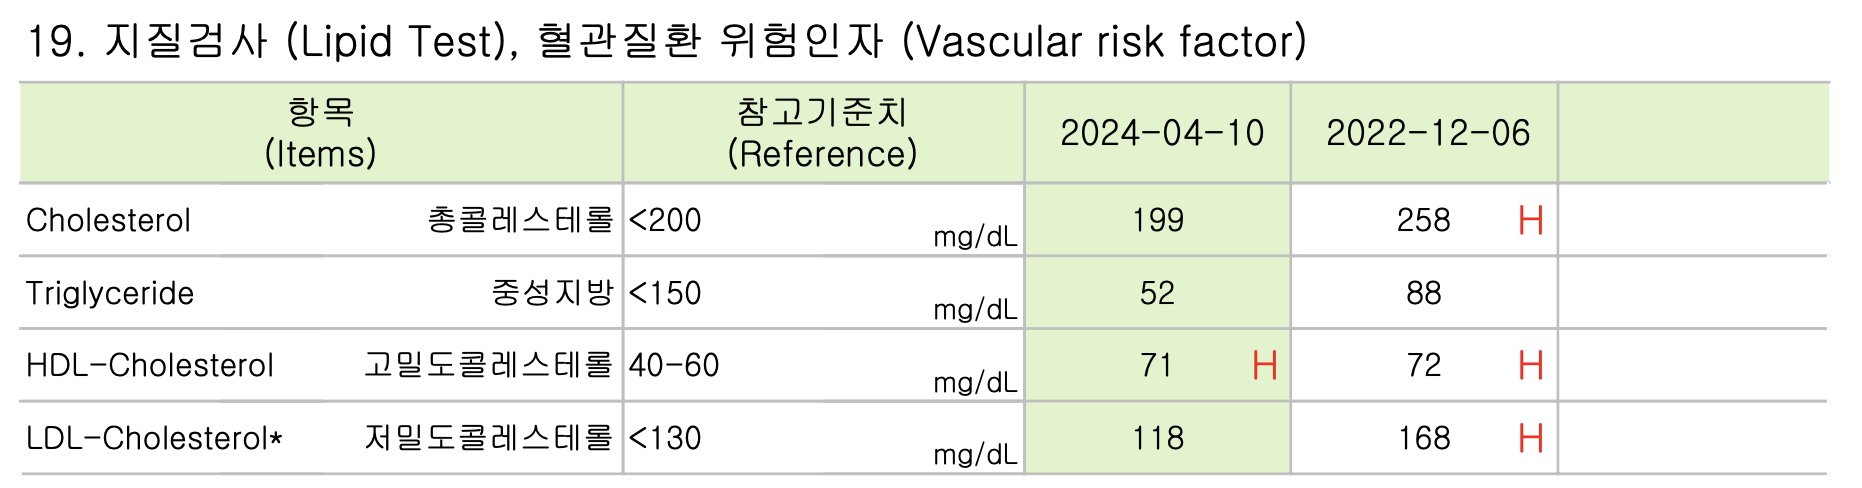 19. 지질검사 (Lipid Test), 혈관질환 위험인자 (Vascular risk factor)
항목 (Items) 참고기준치 (Reference) 2024-04-10 2022-12-06
Cholesterol 총콜레스테롤 <200 mg/dL 199 258 H
Triglyceride 중성지방 <150 mg/dL 52 88
HDL-Cholesterol 고밀도콜레스테롤 40-60 mg/dL 71 H 72 H
LDL-Cholesterol* 저밀도콜레스테롤 <130 mg/dL 118 168 H